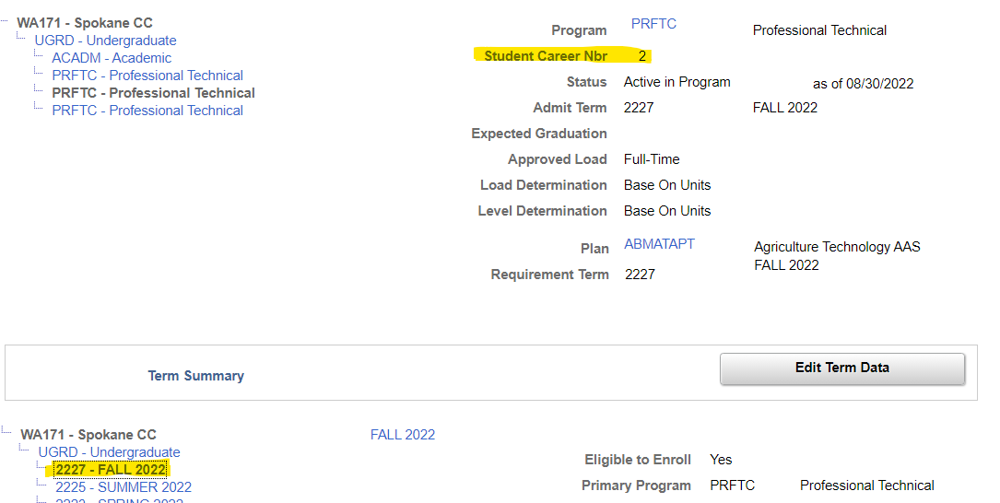 WA171 - Spokane CC
UGRD - Undergraduate
ACADM - Academic
PRFTC - Professional Technical
PRFTC - Professional Technical
PRFTC - Professional Technical
Program PRFTC Professional Technical
Student Career Nbr 2
Status Active in Program as of 08/30/2022
Admit Term 2227 FALL 2022
Expected Graduation
Approved Load Full-Time
Load Determination Base On Units
Level Determination Base On Units
Plan ABMATAPT Agriculture Technology AAS
Requirement Term 2227 FALL 2022
Term Summary
Edit Term Data
WA171 - Spokane CC
UGRD - Undergraduate
2227 - FALL 2022
2225 - SUMMER 2022
2223 - SPRING 2022
FALL 2022
Eligible to Enroll Yes
Primary Program PRFTC Professional Technical